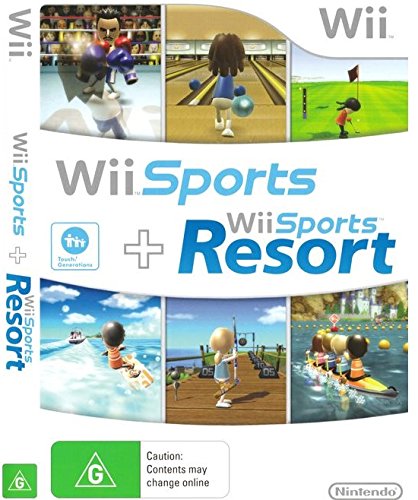 Wii
Wii Sports + Wii Sports Resort
G
Wii
Wii Sports
Touch!
Generations
+ Wii Sports
Resort
05
G
Caution:
Contents may
change online
Nintendo